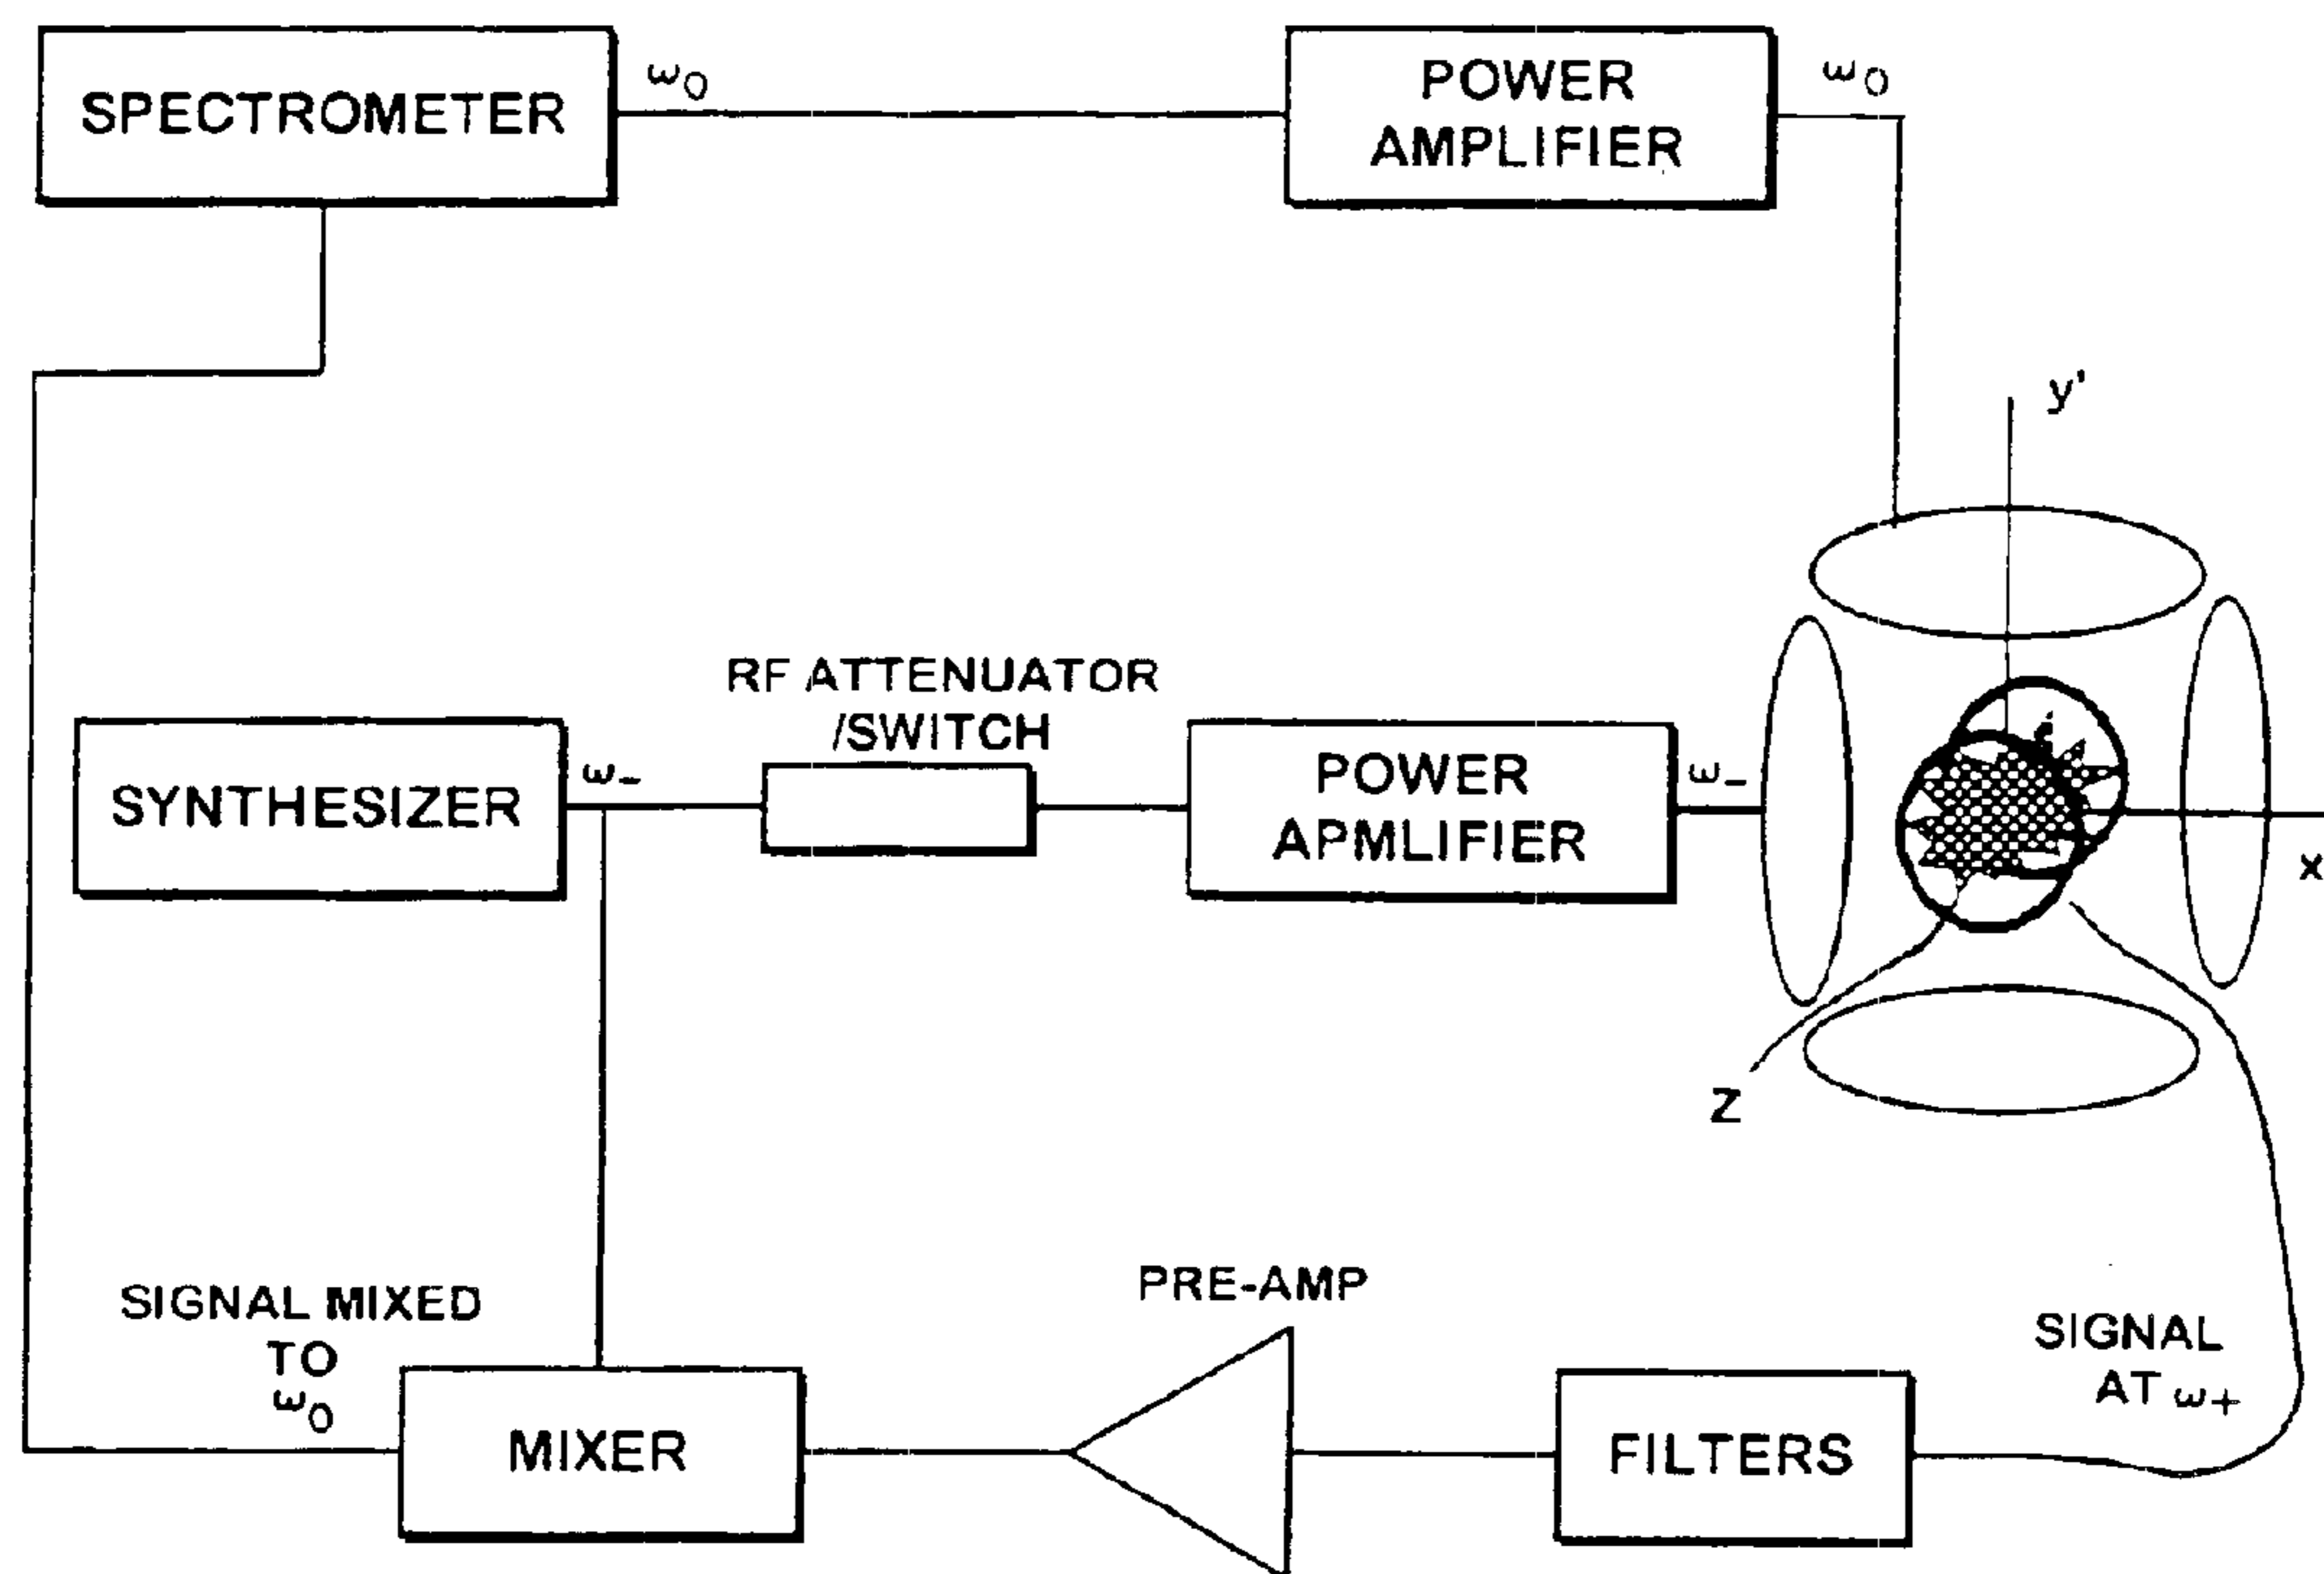 SPECTROMETER
ω0
POWER
AMPLIFIER
ω0
y'
RF ATTENUATOR
/SWITCH
SYNTHESIZER
ω-
POWER
APMLIFIER
ω-
x
Z
PRE-AMP
SIGNAL MIXED
TO
ω0
MIXER
FILTERS
SIGNAL
AT ω+